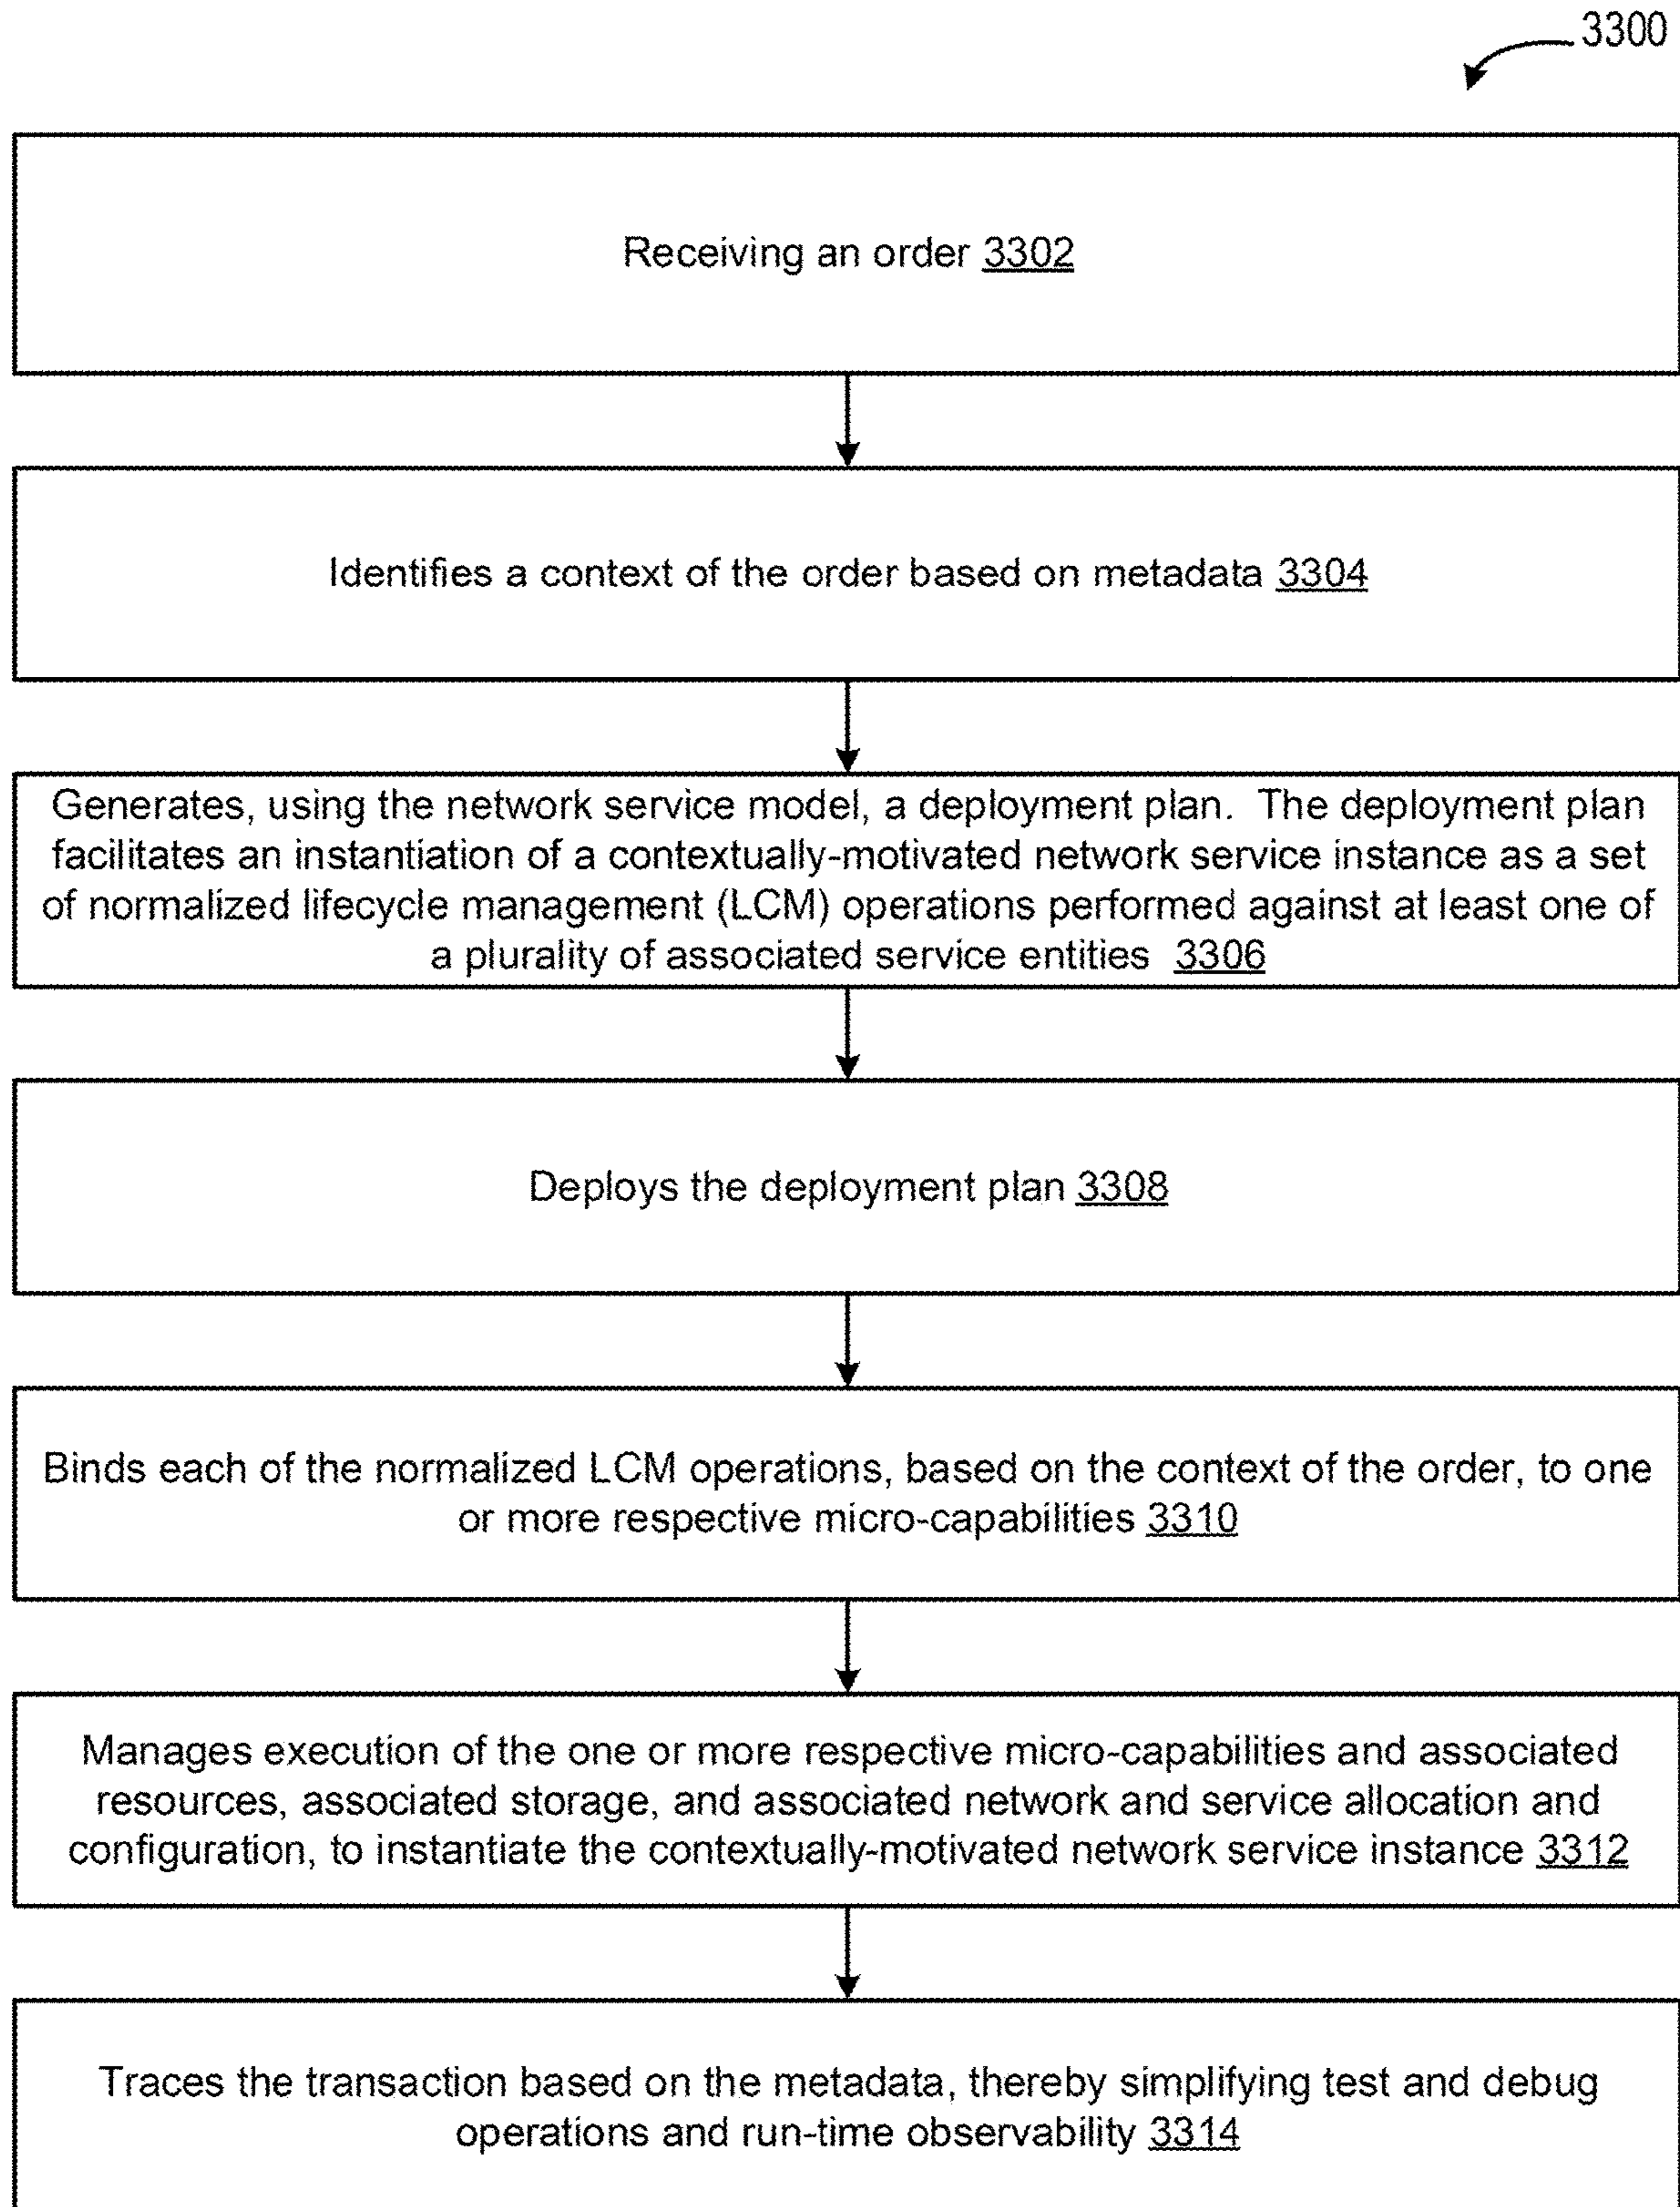 3300
Receiving an order 3302
Identifies a context of the order based on metadata 3304
Generates, using the network service model, a deployment plan. The deployment plan
facilitates an instantiation of a contextually-motivated network service instance as a set
of normalized lifecycle management (LCM) operations performed against at least one of
a plurality of associated service entities 3306
Deploys the deployment plan 3308
Binds each of the normalized LCM operations, based on the context of the order, to one
or more respective micro-capabilities 3310
Manages execution of the one or more respective micro-capabilities and associated
resources, associated storage, and associated network and service allocation and
configuration, to instantiate the contextually-motivated network service instance 3312
Traces the transaction based on the metadata, thereby simplifying test and debug
operations and run-time observability 3314